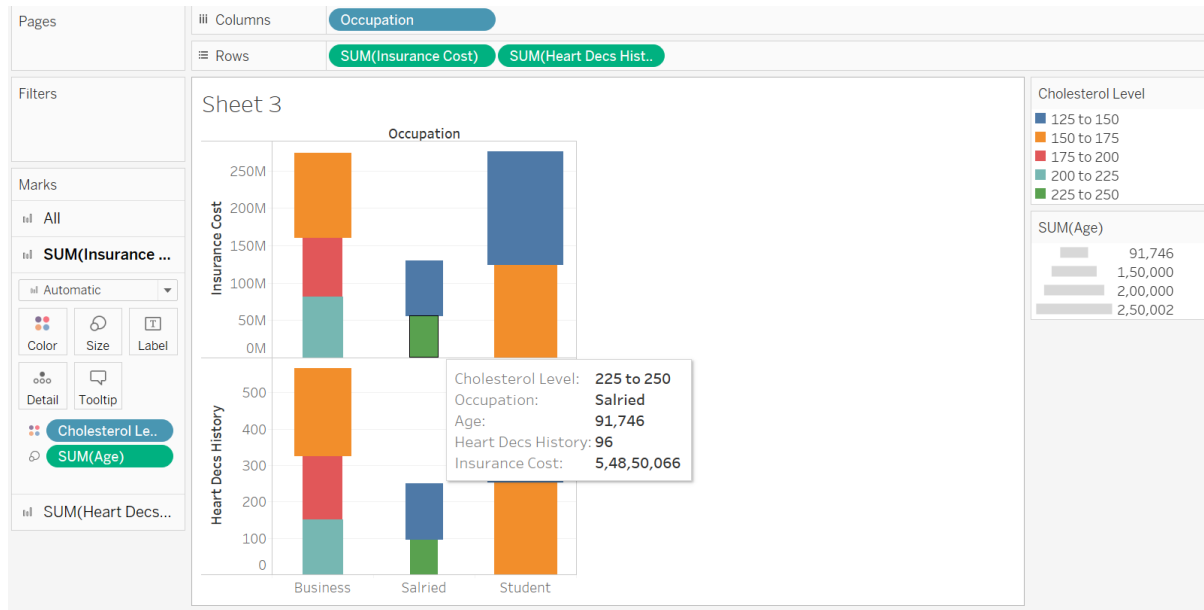 Pages
Columns Occupation
Rows SUM(Insurance Cost) SUM(Heart Decs Hist..
Filters
Marks
All
SUM(Insurance ...
Automatic
Color Size Label
Detail Tooltip
Cholesterol Le..
SUM(Age)
SUM(Heart Decs...
Sheet 3
Occupation
Insurance Cost
250M
200M
150M
100M
50M
0M
Heart Decs History
500
400
300
200
100
0
Business Salried Student
Cholesterol Level: 225 to 250
Occupation: Salried
Age: 91,746
Heart Decs History: 96
Insurance Cost: 5,48,50,066
Cholesterol Level
125 to 150
150 to 175
175 to 200
200 to 225
225 to 250
SUM(Age)
91,746
1,50,000
2,00,000
2,50,002